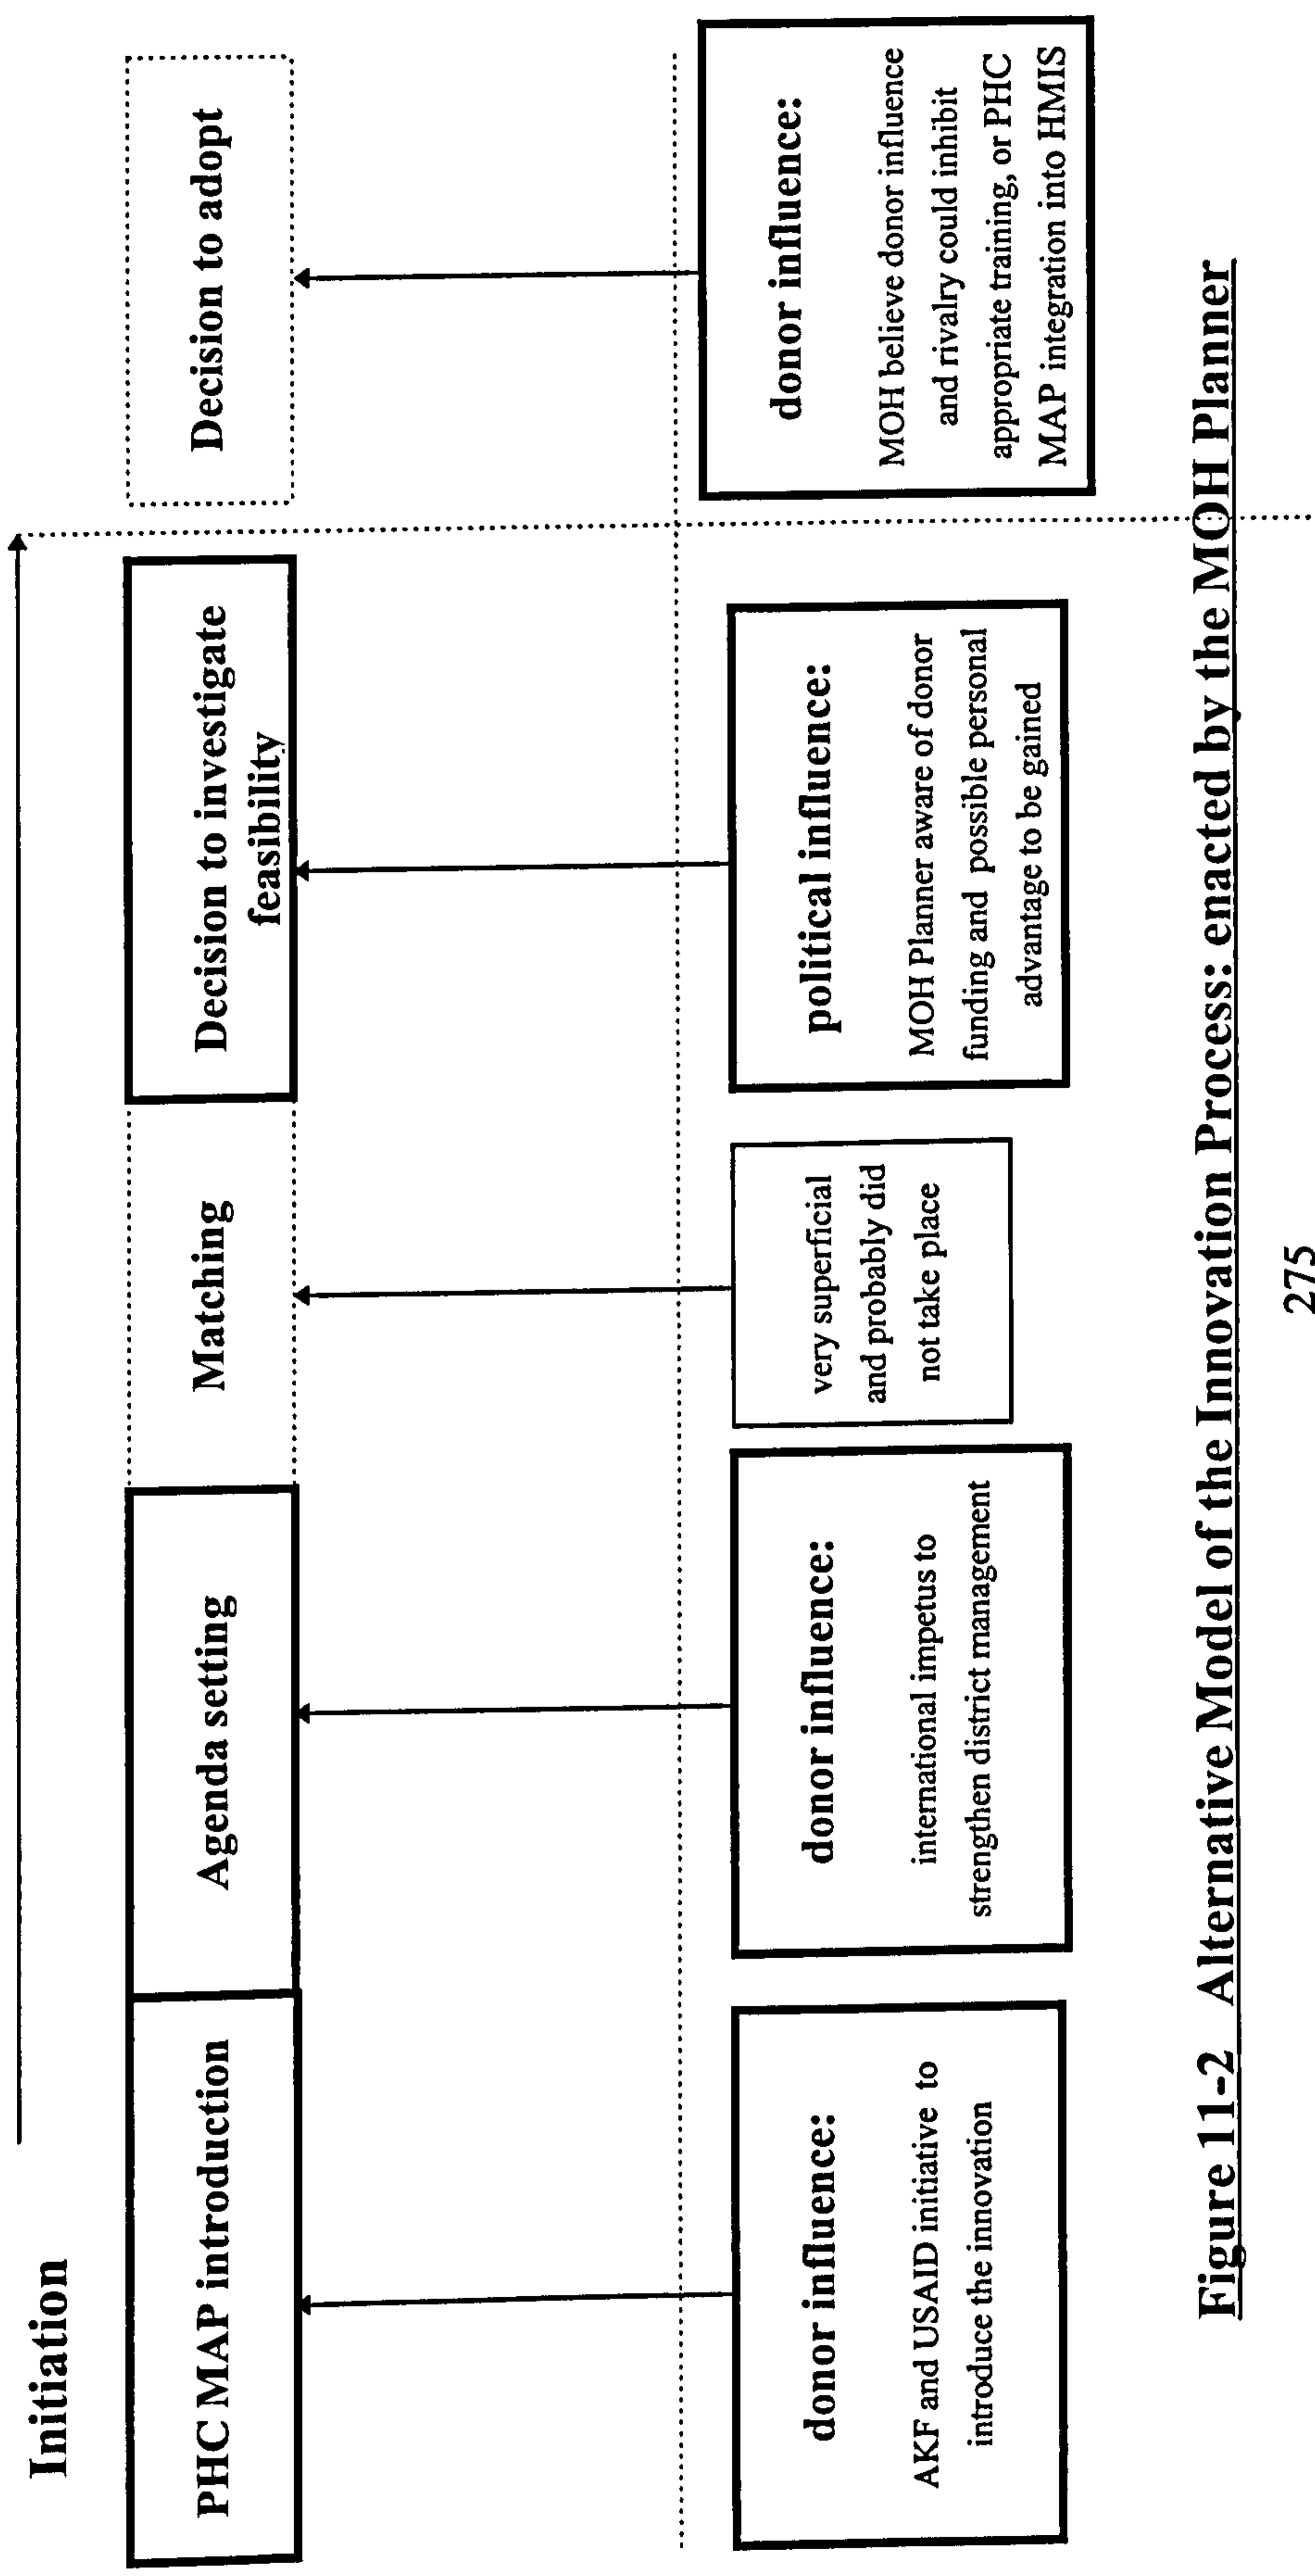 Initiation
PHC MAP introduction
Agenda setting
Matching
Decision to investigate
feasibility
Decision to adopt
donor influence:
AKF and USAID initiative to
introduce the innovation
donor influence:
international impetus to
strengthen district management
very superficial
and probably did
not take place
political influence:
MOH Planner aware of donor
funding and possible personal
advantage to be gained
donor influence:
MOH believe donor influence
and rivalry could inhibit
appropriate training, or PHC
MAP integration into HMIS
Figure 11-2 Alternative Model of the Innovation Process: enacted by the MOH Planner
275